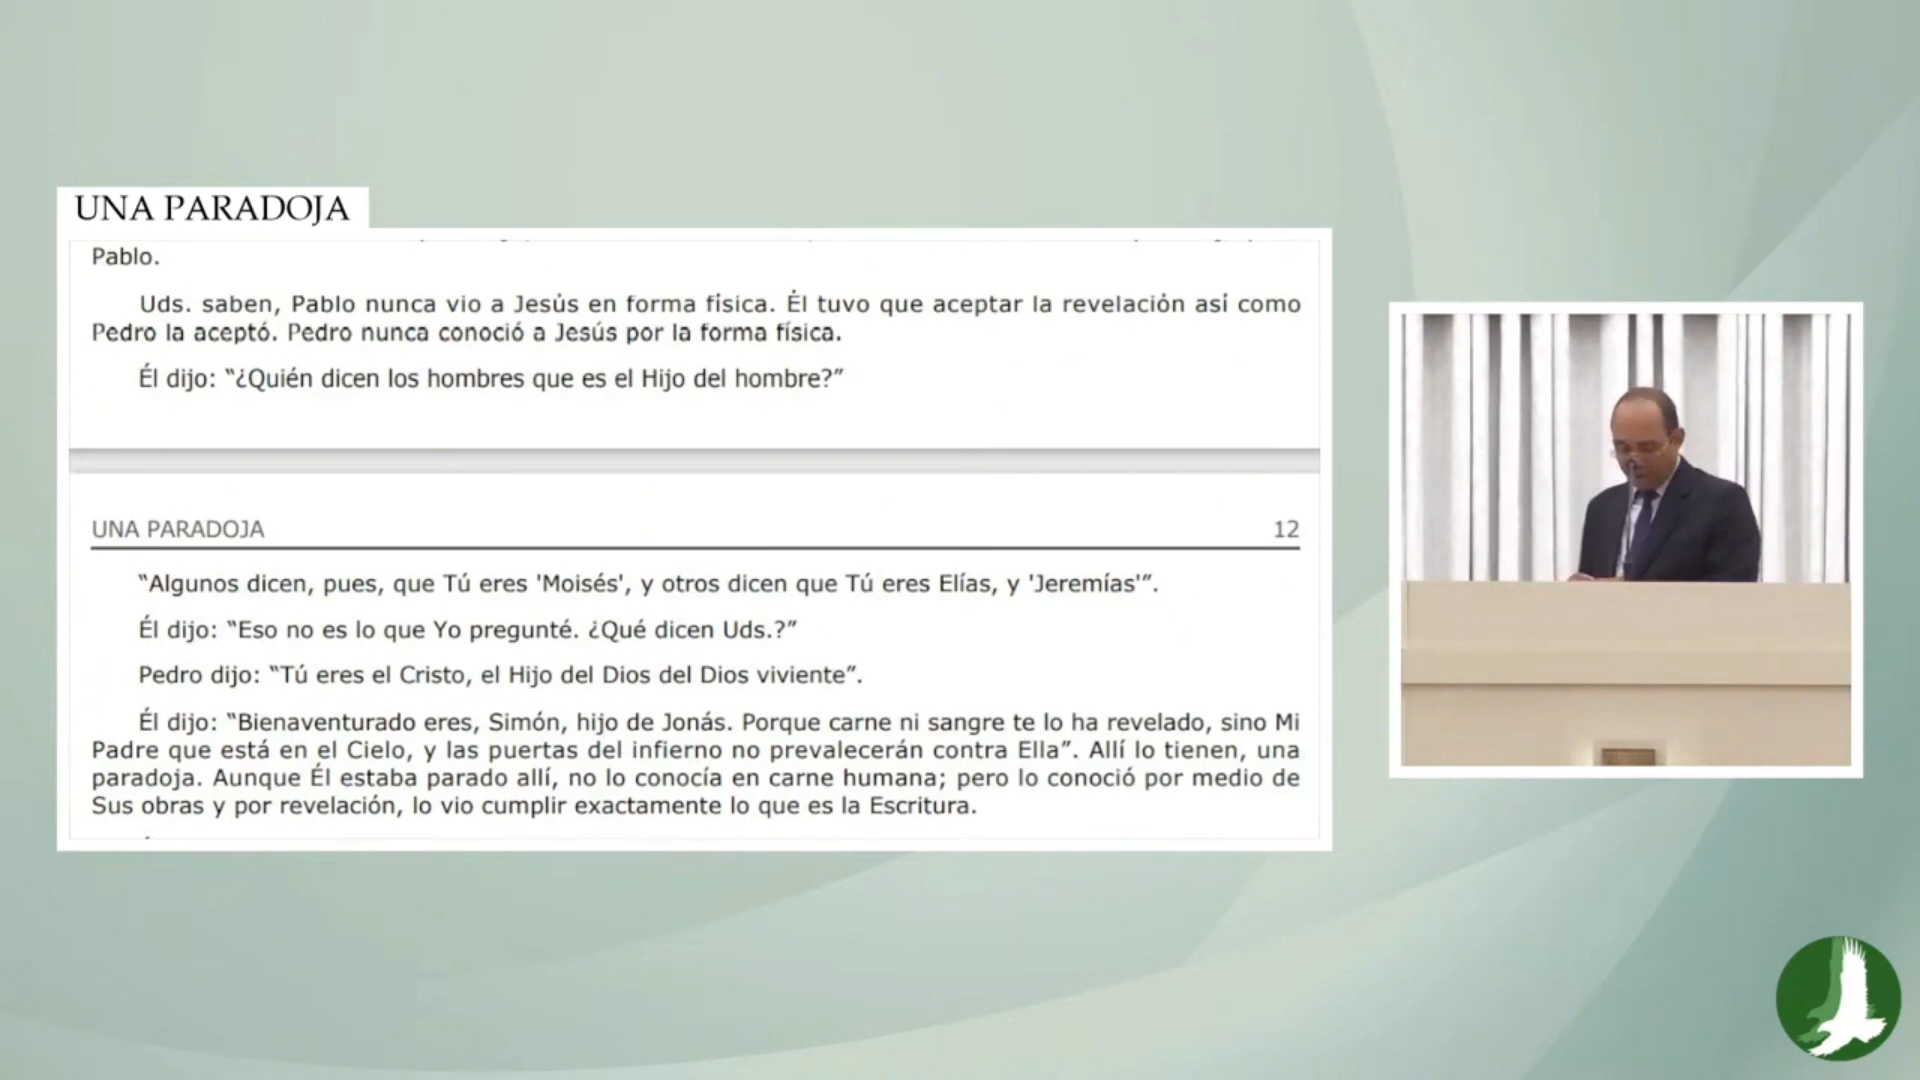 UNA PARADOJA
Pablo.
Uds. saben, Pablo nunca vio a Jesús en forma física. Él tuvo que aceptar la revelación así como
Pedro la aceptó. Pedro nunca conoció a Jesús por la forma física.
Él dijo: “¿Quién dicen los hombres que es el Hijo del hombre?”
UNA PARADOJA 12
“Algunos dicen, pues, que Tú eres 'Moisés', y otros dicen que Tú eres Elías, y 'Jeremías'”.
Él dijo: “Eso no es lo que Yo pregunté. ¿Qué dicen Uds.?”
Pedro dijo: “Tú eres el Cristo, el Hijo del Dios del Dios viviente”.
Él dijo: “Bienaventurado eres, Simón, hijo de Jonás. Porque carne ni sangre te lo ha revelado, sino Mi
Padre que está en el Cielo, y las puertas del infierno no prevalecerán contra Ella”. Allí lo tienen, una
paradoja. Aunque Él estaba parado allí, no lo conocía en carne humana; pero lo conoció por medio de
Sus obras y por revelación, lo vio cumplir exactamente lo que es la Escritura.